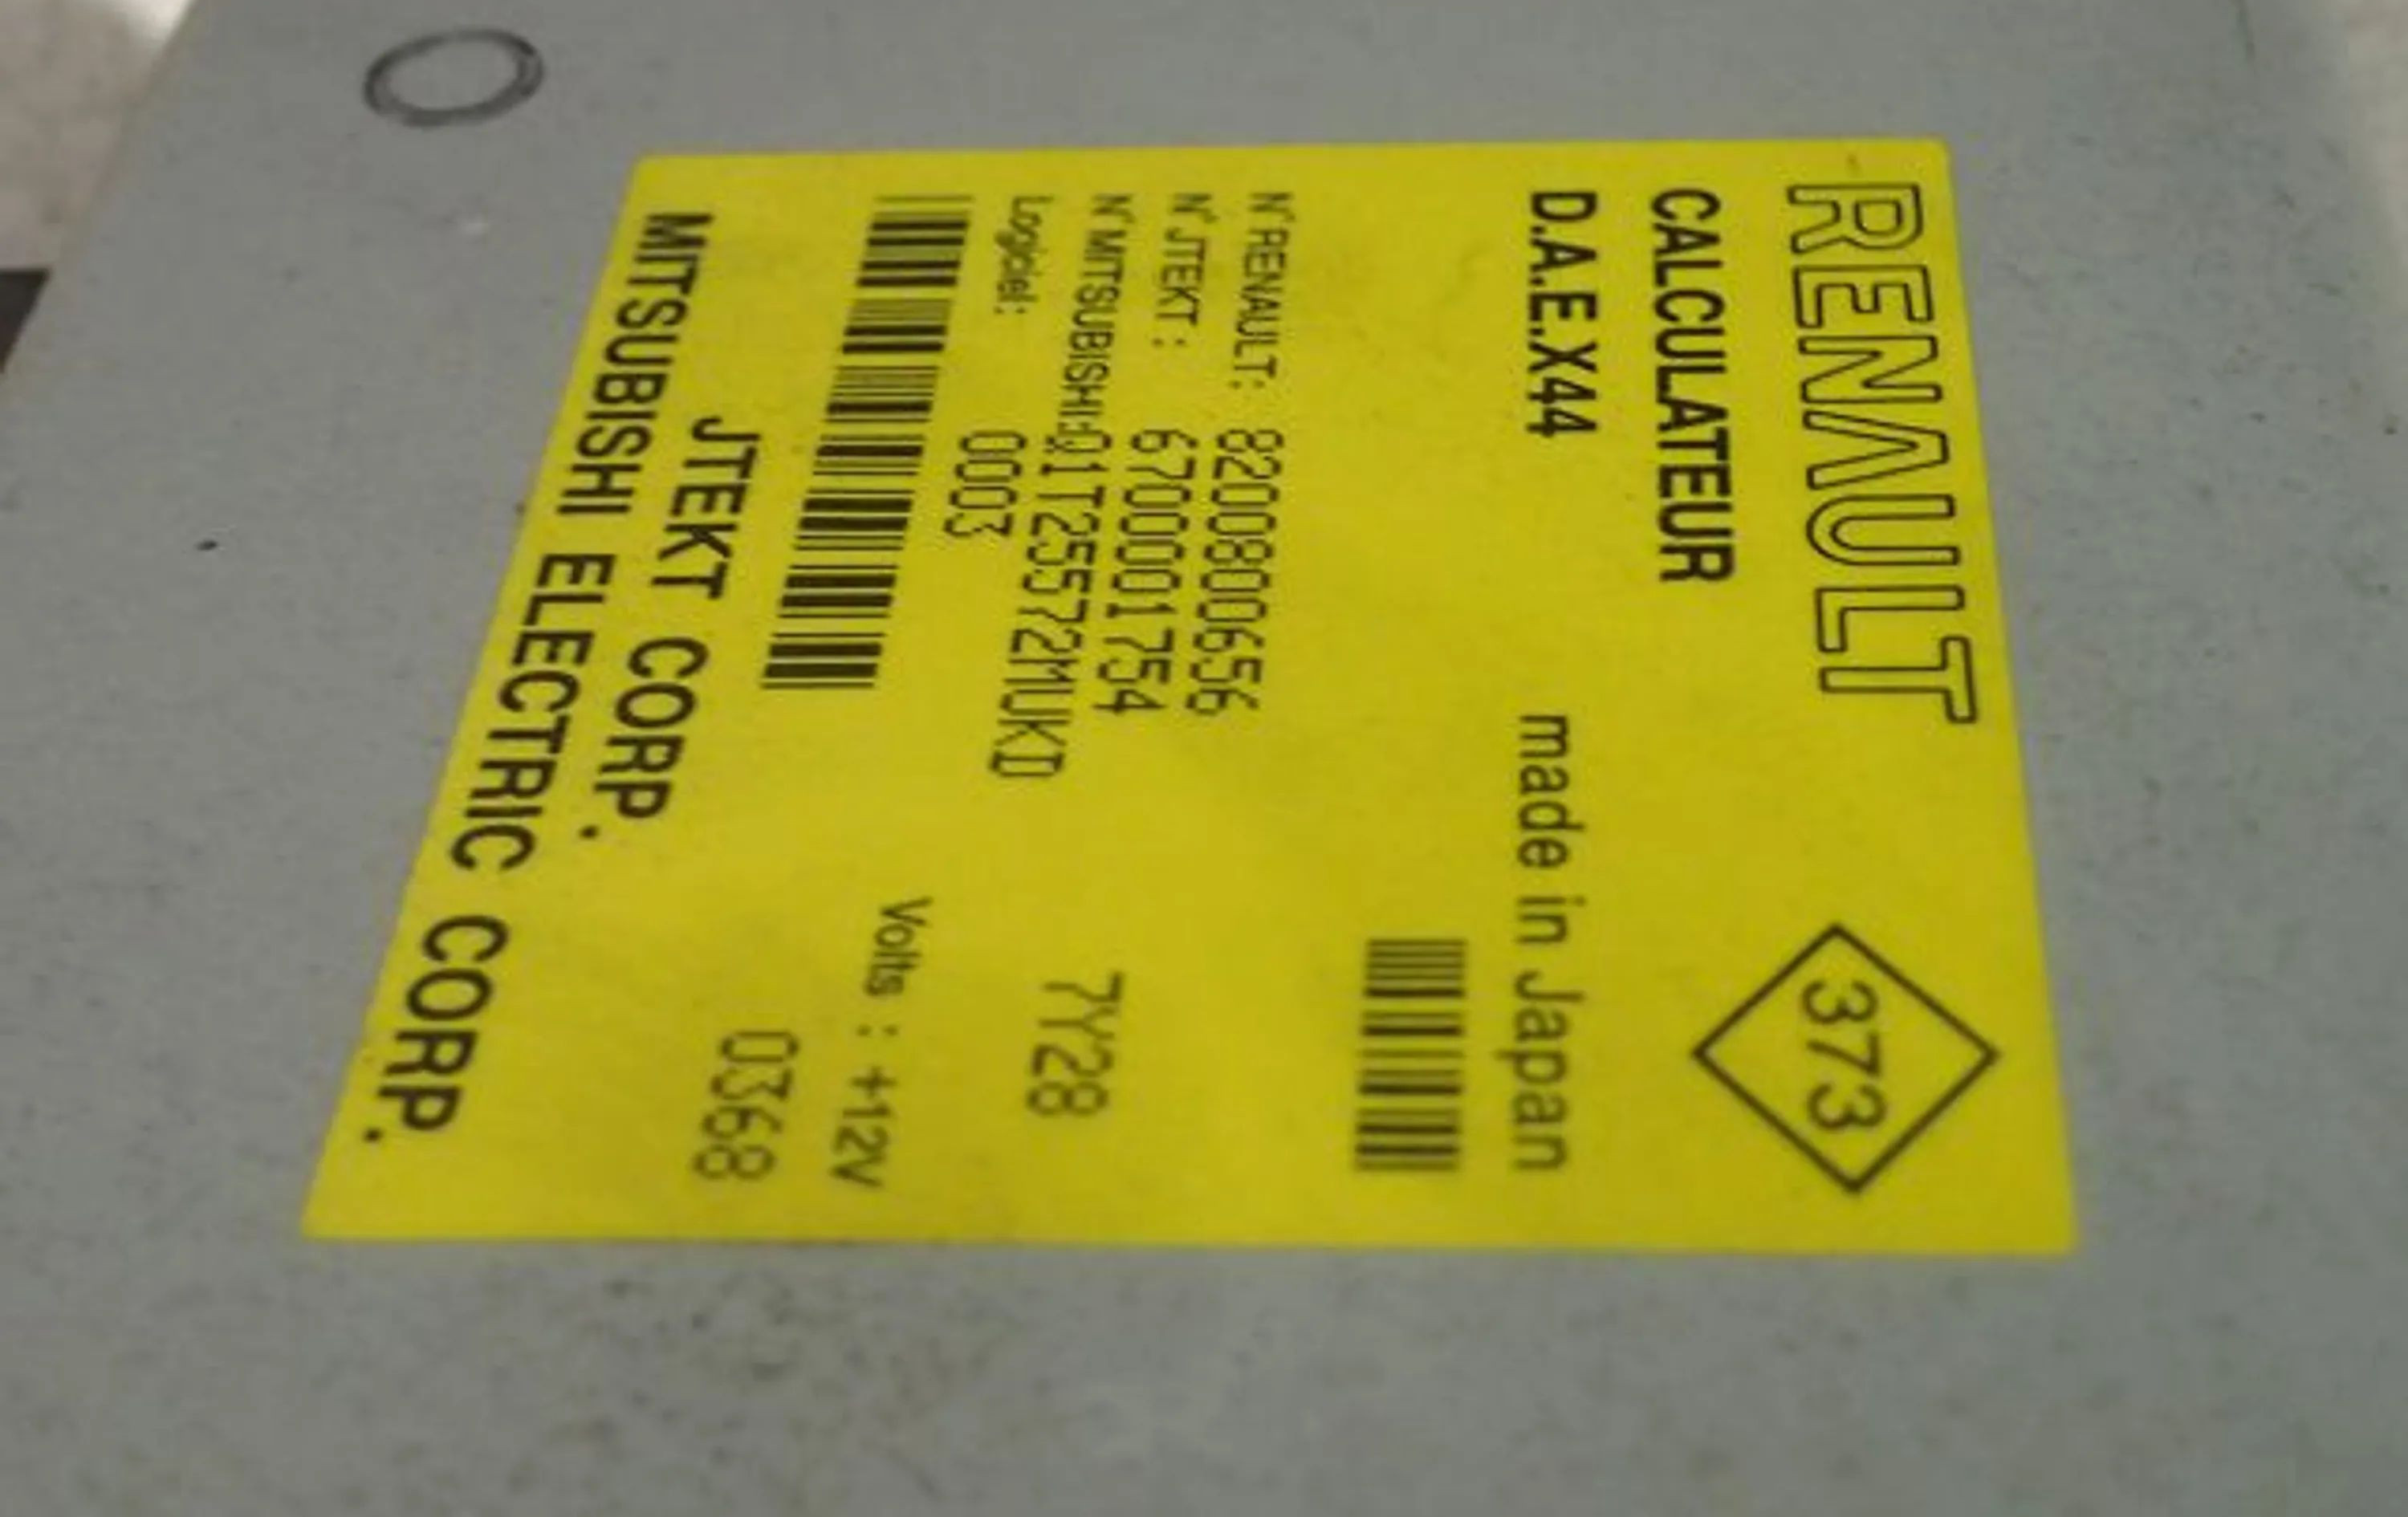 RENAULT
373
CALCULATEUR
D.A.E.X44
made in Japan
N° RENAULT: 8200800656
N° JTEKT : 6700001754
N° MITSUBISHI:Q1T25572MUKD
7Y28
Logiciel: 0003
Volts : +12V
0368
JTEKT CORP.
MITSUBISHI ELECTRIC CORP.